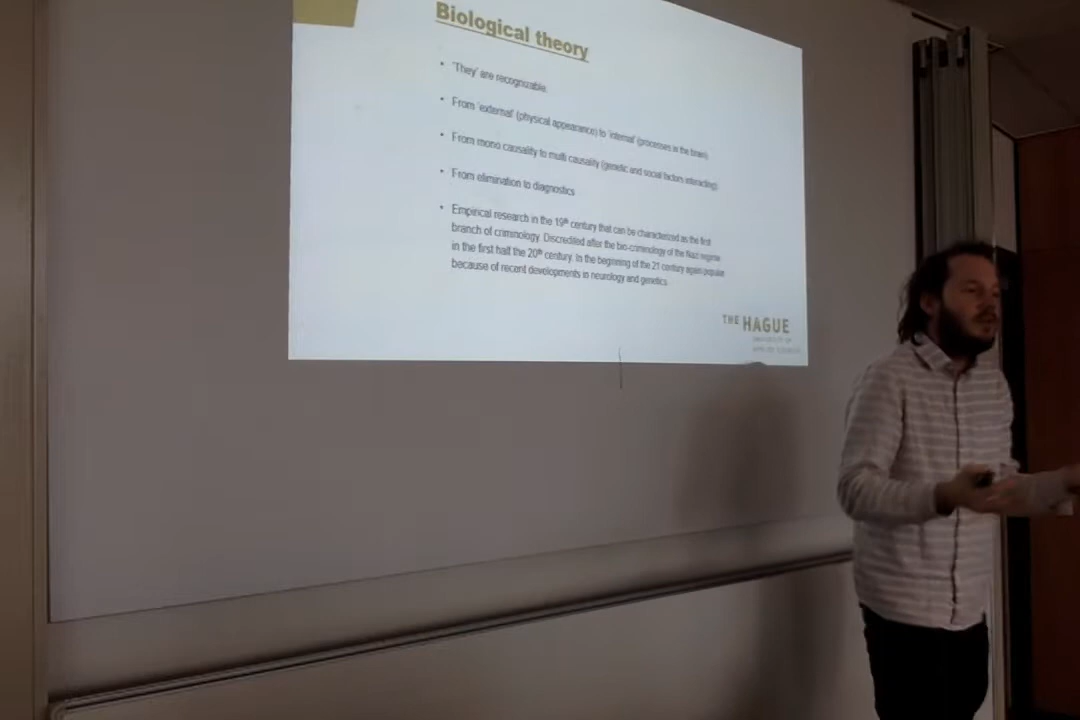 Biological theory
• 'They' are recognizable.
• From 'external' (physical appearance) to 'internal' (processes in the brain)
• From mono causality to multi causality (genetic and social factors interacting)
• From elimination to diagnostics
• Empirical research in the 19th century that can be characterized as the first
branch of criminology. Discredited after the bio-criminology of the Nazi regime
in the first half the 20th century. In the beginning of the 21 century again popular
because of recent developments in neurology and genetics.
THE HAGUE
UNIVERSITY OF
APPLIED SCIENCES